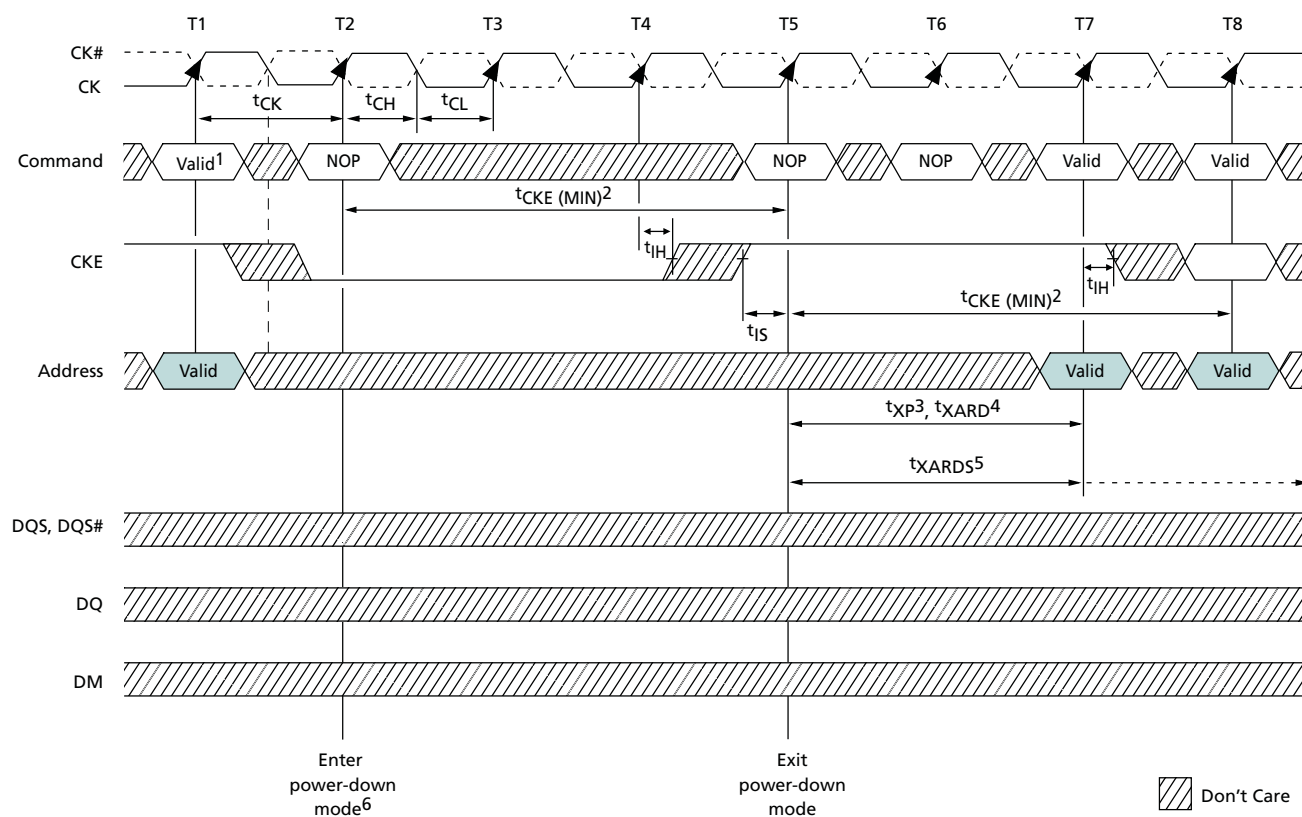 T1 T2 T3 T4 T5 T6 T7 T8
CK#
CK
tCK tCH tCL
Command Valid1 NOP NOP NOP Valid Valid
tCKE (MIN)2
tIH
CKE
tIH
tCKE (MIN)2
tIS
Address Valid Valid Valid
tXP3, tXARD4
tXARDS5
DQS, DQS#
DQ
DM
Enter
power-down
mode6
Exit
power-down
mode
Don't Care